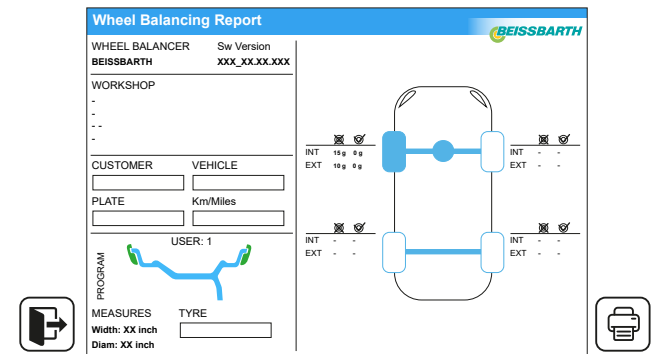 Wheel Balancing Report
BEISSBARTH
WHEEL BALANCER Sw Version
BEISSBARTH XXX_XX.XX.XXX
WORKSHOP
-
-
- -
-
CUSTOMER VEHICLE
PLATE Km/Miles
USER: 1
PROGRAM
MEASURES TYRE
Width: XX inch
Diam: XX inch
INT 15 g 0 g
EXT 10 g 0 g
INT - -
EXT - -
INT - -
EXT - -
INT - -
EXT - -